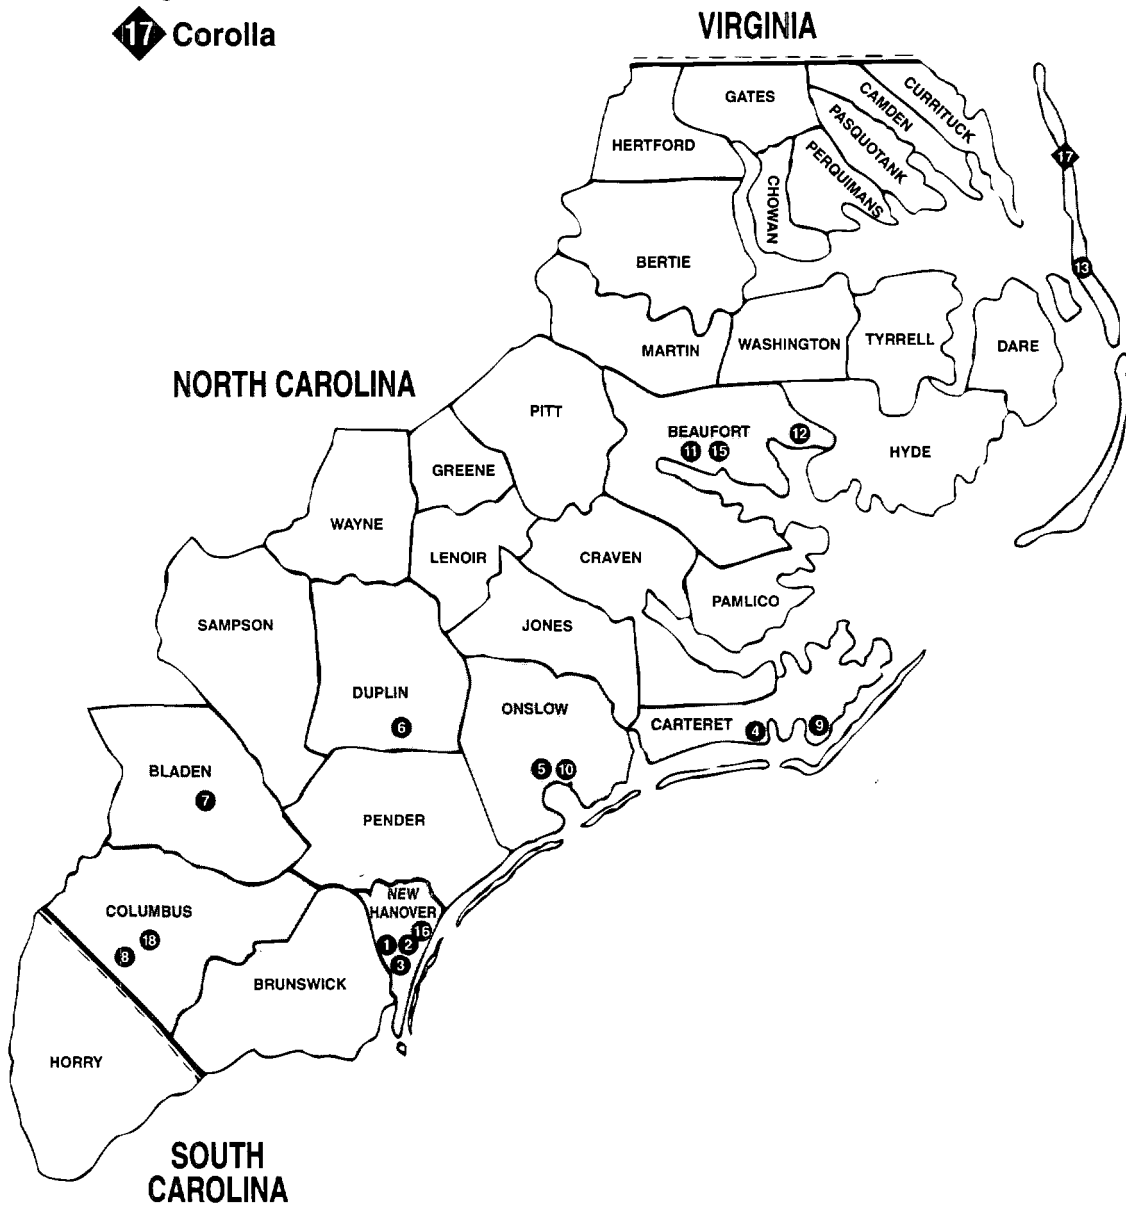 17 Corolla
VIRGINIA
GATES
HERTFORD
CAMDEN
CURRITUCK
PASQUOTANK
PERQUIMANS
CHOWAN
17
BERTIE
13
MARTIN
WASHINGTON
TYRRELL
DARE
NORTH CAROLINA
PITT
BEAUFORT
11 15
12
HYDE
GREENE
WAYNE
LENOIR
CRAVEN
PAMLICO
SAMPSON
JONES
DUPLIN
6
ONSLOW
5 10
CARTERET
4
9
BLADEN
7
PENDER
NEW
HANOVER
16
1 2
3
COLUMBUS
18
8
BRUNSWICK
HORRY
SOUTH
CAROLINA